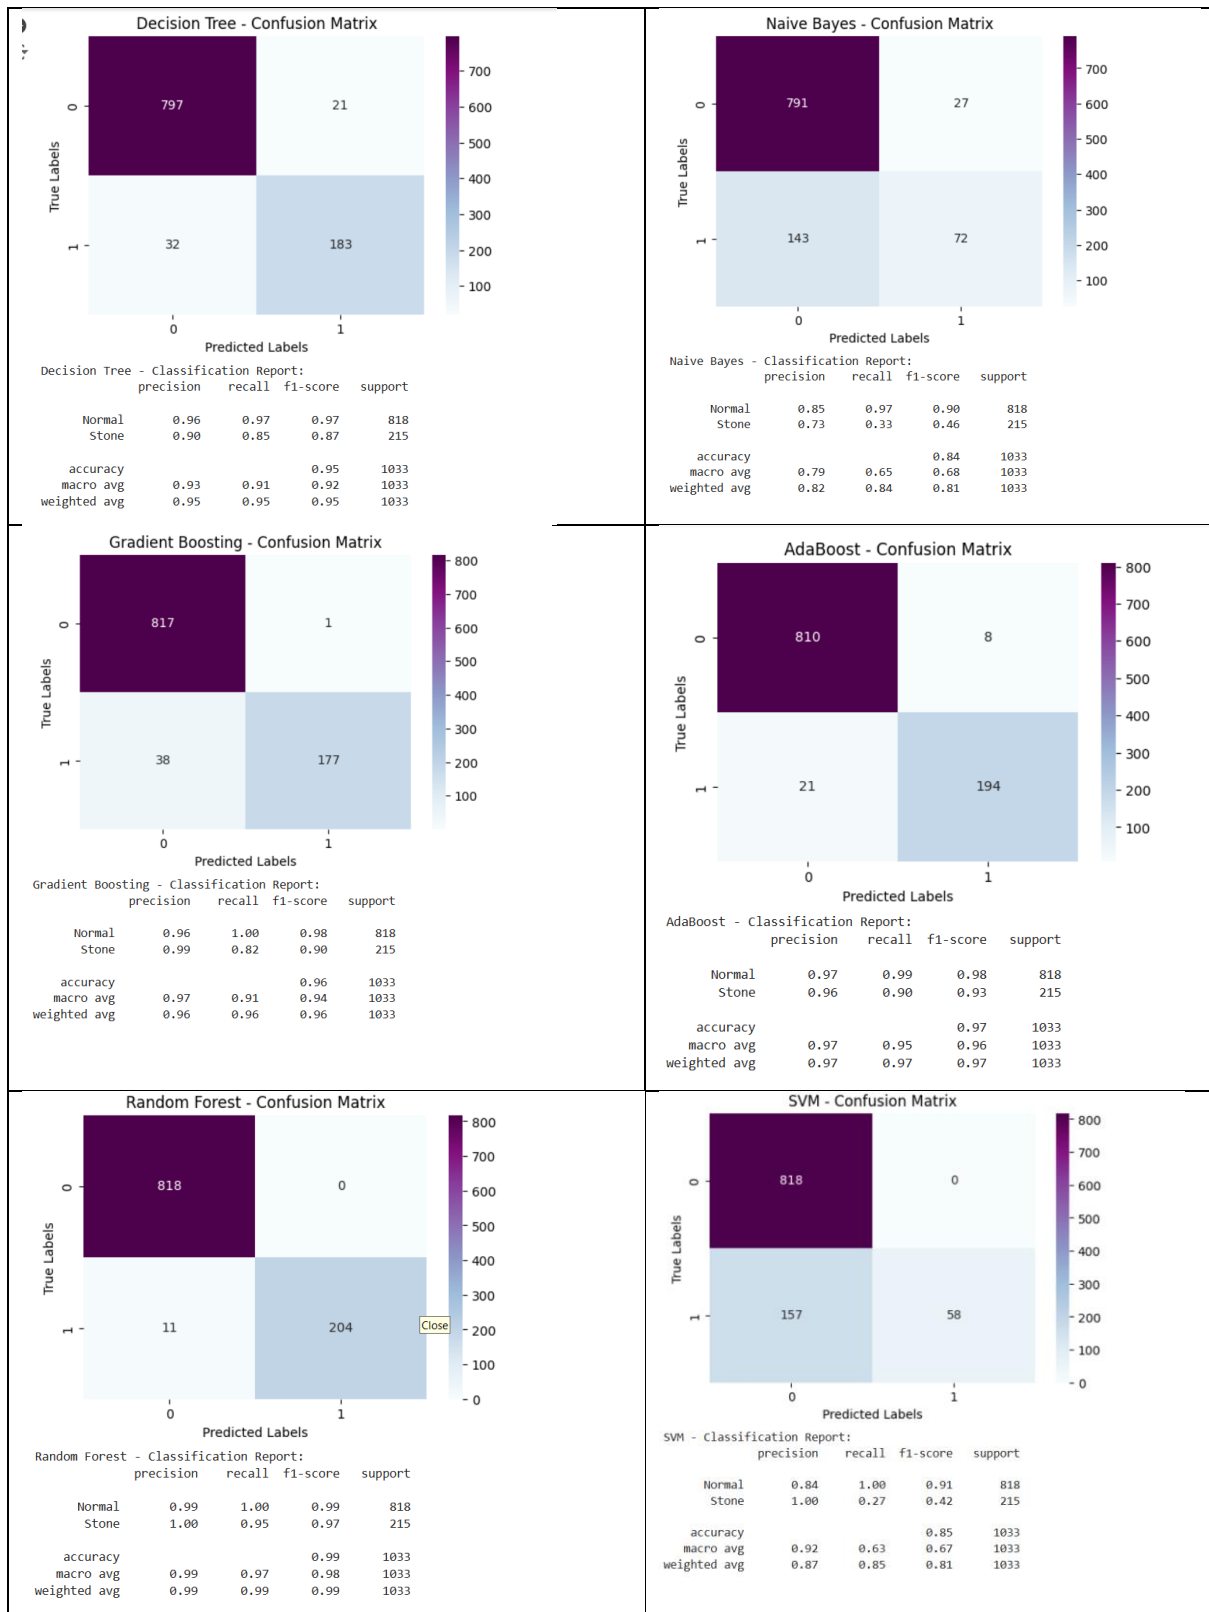 Decision Tree - Confusion Matrix
700
600
500
400
300
200
100
True Labels
0
1
797 21
32 183
0 1
Predicted Labels
Decision Tree - Classification Report:
precision recall f1-score support
Normal 0.96 0.97 0.97 818
Stone 0.90 0.85 0.87 215
accuracy 0.95 1033
macro avg 0.93 0.91 0.92 1033
weighted avg 0.95 0.95 0.95 1033
Naive Bayes - Confusion Matrix
700
600
500
400
300
200
100
True Labels
0
1
791 27
143 72
0 1
Predicted Labels
Naive Bayes - Classification Report:
precision recall f1-score support
Normal 0.85 0.97 0.90 818
Stone 0.73 0.33 0.46 215
accuracy 0.84 1033
macro avg 0.79 0.65 0.68 1033
weighted avg 0.82 0.84 0.81 1033
Gradient Boosting - Confusion Matrix
800
700
600
500
400
300
200
100
True Labels
0
1
817 1
38 177
0 1
Predicted Labels
Gradient Boosting - Classification Report:
precision recall f1-score support
Normal 0.96 1.00 0.98 818
Stone 0.99 0.82 0.90 215
accuracy 0.96 1033
macro avg 0.97 0.91 0.94 1033
weighted avg 0.96 0.96 0.96 1033
AdaBoost - Confusion Matrix
800
700
600
500
400
300
200
100
True Labels
0
1
810 8
21 194
0 1
Predicted Labels
AdaBoost - Classification Report:
precision recall f1-score support
Normal 0.97 0.99 0.98 818
Stone 0.96 0.90 0.93 215
accuracy 0.97 1033
macro avg 0.97 0.95 0.96 1033
weighted avg 0.97 0.97 0.97 1033
Random Forest - Confusion Matrix
800
700
600
500
400
300
200
100
0
True Labels
0
1
818 0
11 204
Close
0 1
Predicted Labels
Random Forest - Classification Report:
precision recall f1-score support
Normal 0.99 1.00 0.99 818
Stone 1.00 0.95 0.97 215
accuracy 0.99 1033
macro avg 0.99 0.97 0.98 1033
weighted avg 0.99 0.99 0.99 1033
SVM - Confusion Matrix
800
700
600
500
400
300
200
100
0
True Labels
0
1
818 0
157 58
0 1
Predicted Labels
SVM - Classification Report:
precision recall f1-score support
Normal 0.84 1.00 0.91 818
Stone 1.00 0.27 0.42 215
accuracy 0.85 1033
macro avg 0.92 0.63 0.67 1033
weighted avg 0.87 0.85 0.81 1033